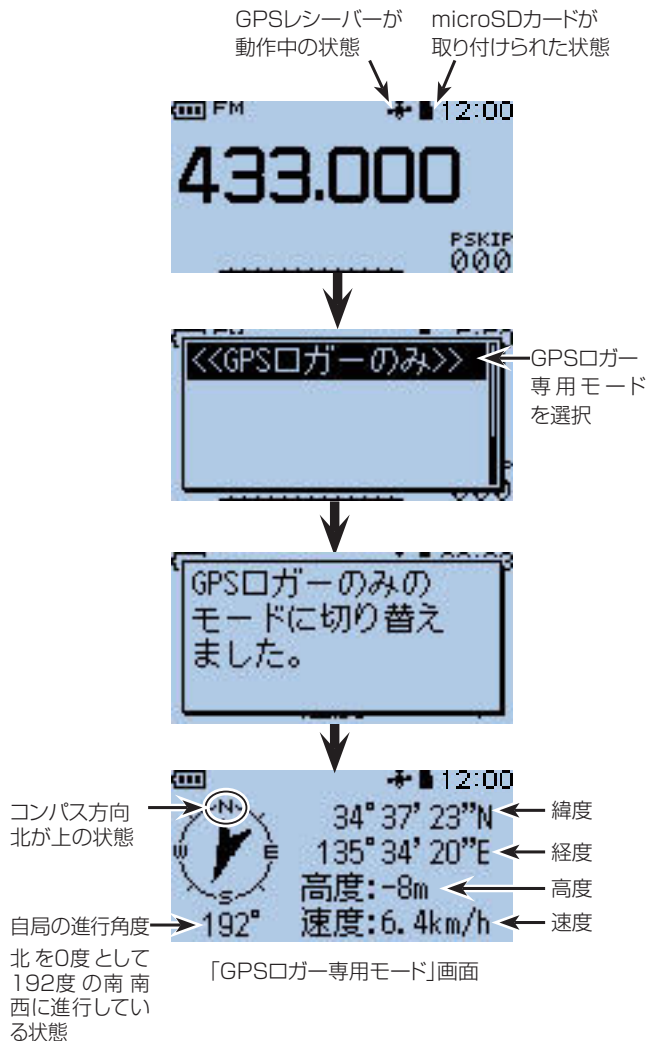 GPSレシーバーが
動作中の状態
microSDカードが
取り付けられた状態
FM 12:00
433.000
PSKIP
000
<<GPSロガーのみ>>
GPSロガー
専用モード
を選択
GPSロガーのみの
モードに切り替え
ました。
12:00
コンパス方向
北が上の状態
N
W E
S
34°37’23”N
緯度
135°34’20”E
経度
高度:-8m
高度
192°
速度:6.4km/h
速度
自局の進行角度
北を0度として
192度の南南
西に進行してい
る状態
「GPSロガー専用モード」画面